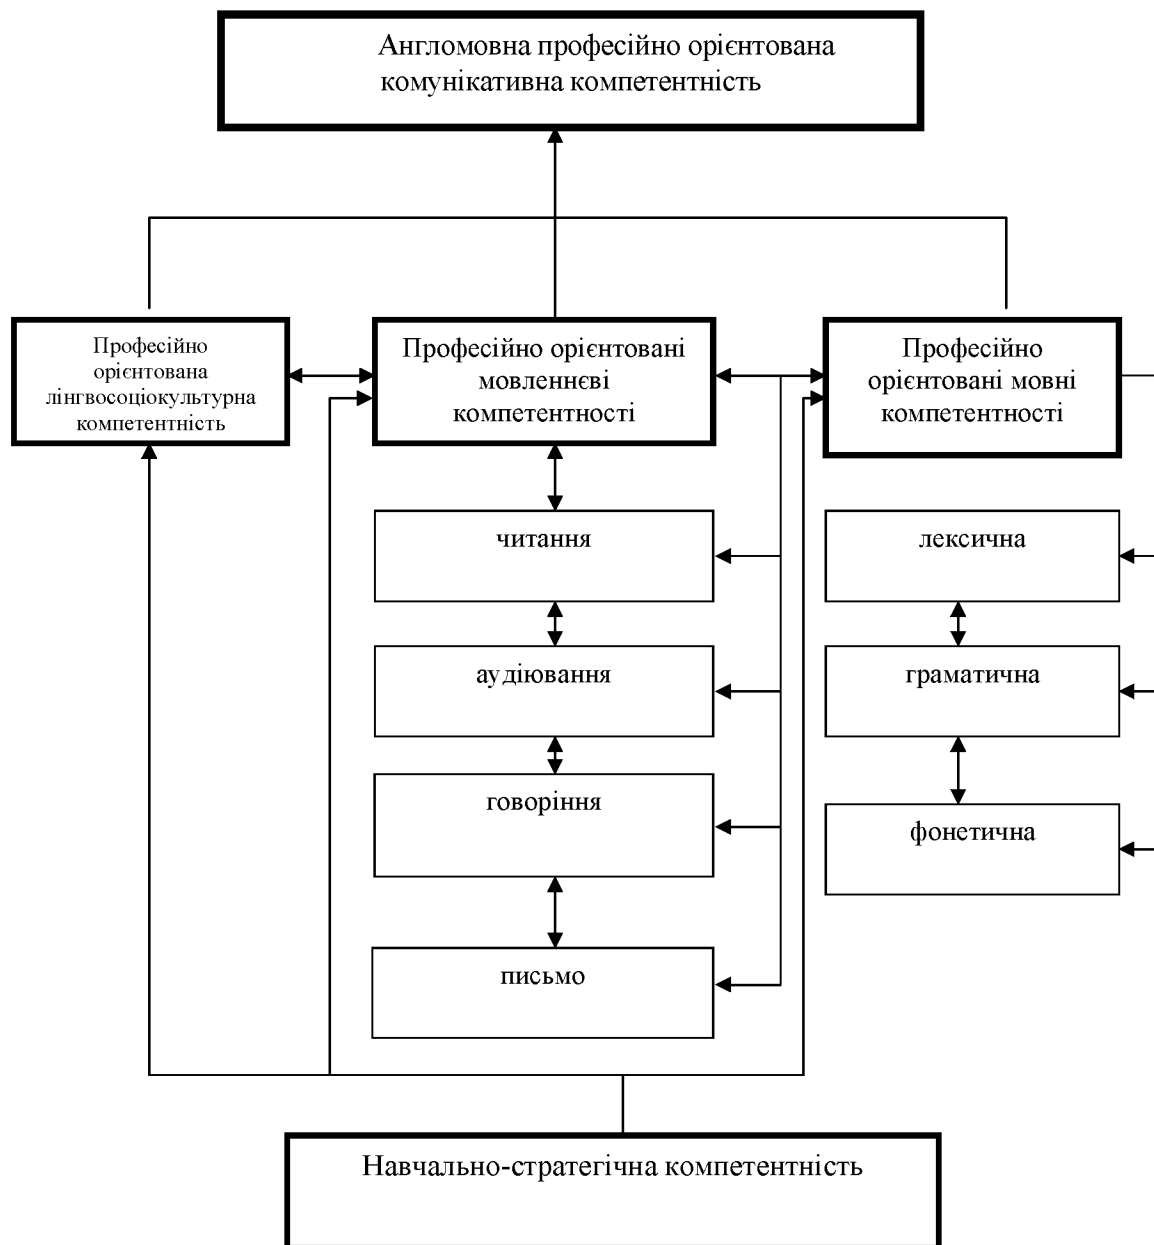 Англомовна професійно орієнтована
комунікативна компетентність
Професійно
орієнтована
лінгвосоціокультурна
компетентність
Професійно орієнтовані
мовленнєві
компетентності
Професійно
орієнтовані мовні
компетентності
читання
аудіювання
говоріння
письмо
лексична
граматична
фонетична
Навчально-стратегічна компетентність